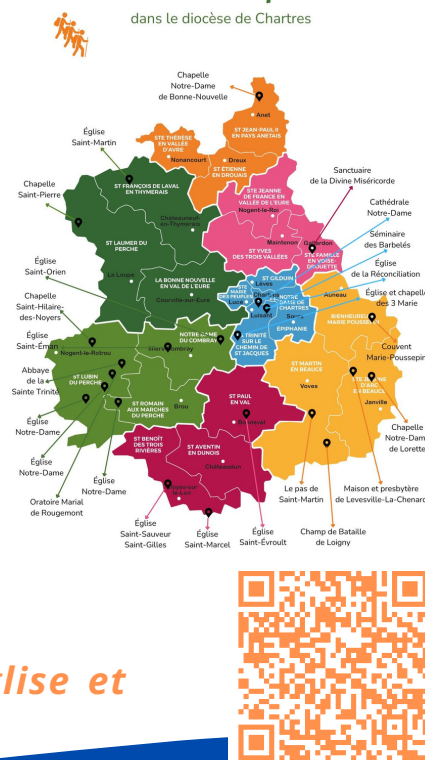 dans le diocèse de Chartres
Chapelle
Notre-Dame
de Bonne-Nouvelle
Église
Saint-Martin
Chapelle
Saint-Pierre
Église
Saint-Orien
Chapelle
Saint-Hilaire-
des-Noyers
Église
Saint-Éman
Abbaye
de la
Sainte Trinité
Église
Notre-Dame
Église
Notre-Dame
Oratoire Marial
de Rougemont
Église
Notre-Dame
Église
Saint-Sauveur
Saint-Gilles
Église
Saint-Marcel
Église
Saint-Évroult
Champ de Bataille
de Loigny
Le pas de
Saint-Martin
Maison et presbytère
de Levesville-La-Chenard
Chapelle
Notre-Dam
de Lorette
Couvent
Marie-Poussepin
Église et chapelle
des 3 Marie
Église
de la Réconciliation
Séminaire
des Barbelés
Cathédrale
Notre-Dame
Sanctuaire
de la Divine Miséricorde
Anet
ST JEAN-PAUL II
EN PAYS ANETAIS
STE THÉRÈSE
EN VALLÉE
D'AVRE
Nonancourt
Dreux
ST ÉTIENNE
EN DROUAIS
ST FRANÇOIS DE LAVAL
EN THYMERAIS
Châteauneuf-
en-Thymerais
STE JEANNE
DE FRANCE EN
VALLÉE DE L'EURE
Nogent-le-Roi
Maintenon
ST YVES
DES TROIS VALLÉES
ST LAUMER DU
PERCHE
La Loupe
LA BONNE NOUVELLE
EN VAL DE L'EURE
Courville-sur-Eure
ST GILDUIN
Lèves
STE
MARIE
DES PEUPLES
Lucé
Chartres
NOTRE
DAME DE
CHARTRES
Luisant
ÉPIPHANIE
TRINITÉ
SUR LE
CHEMIN DE
ST JACQUES
Auneau
BIENHEUREUSE
MARIE POUSSEPIN
NOTRE DAME
DU COMBRAY
Nogent-le-Rotrou
ST LUBIN
DU PERCHE
ST ROMAIN
AUX MARCHES
DU PERCHE
Brou
ST PAUL
EN VAL
Bonneval
ST MARTIN
EN BEAUCE
Voves
Janville
ST BENOÎT
DES TROIS
RIVIÈRES
ST AVENTIN
EN DUNOIS
Châteaudun
lise et